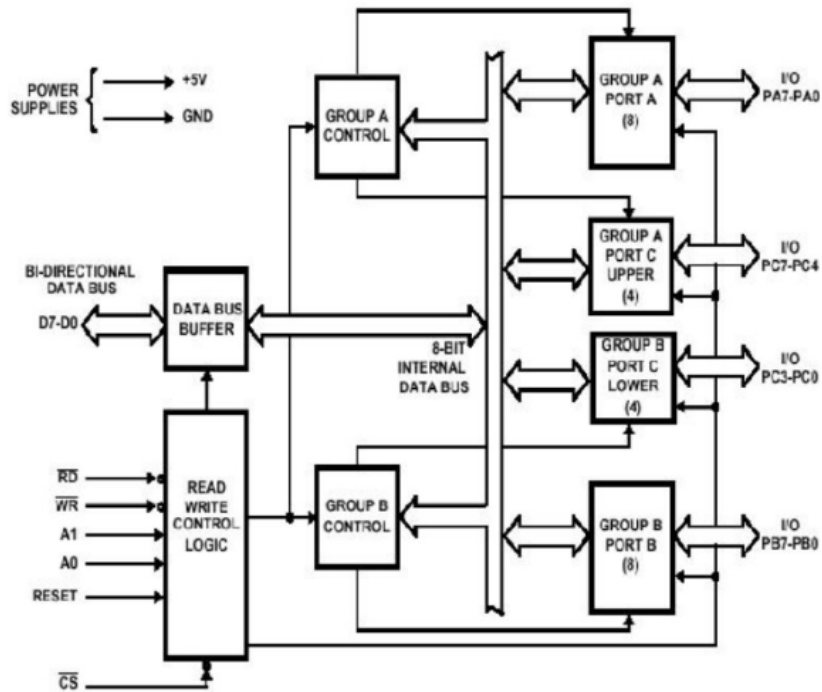 POWER
SUPPLIES
+5V
GND
GROUP A
CONTROL
GROUP A
PORT A
(8)
I/O
PA7-PA0
GROUP A
PORT C
UPPER
(4)
I/O
PC7-PC4
BI-DIRECTIONAL
DATA BUS
D7-D0
DATA BUS
BUFFER
8-BIT
INTERNAL
DATA BUS
GROUP B
PORT C
LOWER
(4)
I/O
PC3-PC0
RD
WR
A1
A0
RESET
CS
READ
WRITE
CONTROL
LOGIC
GROUP B
CONTROL
GROUP B
PORT B
(8)
I/O
PB7-PB0